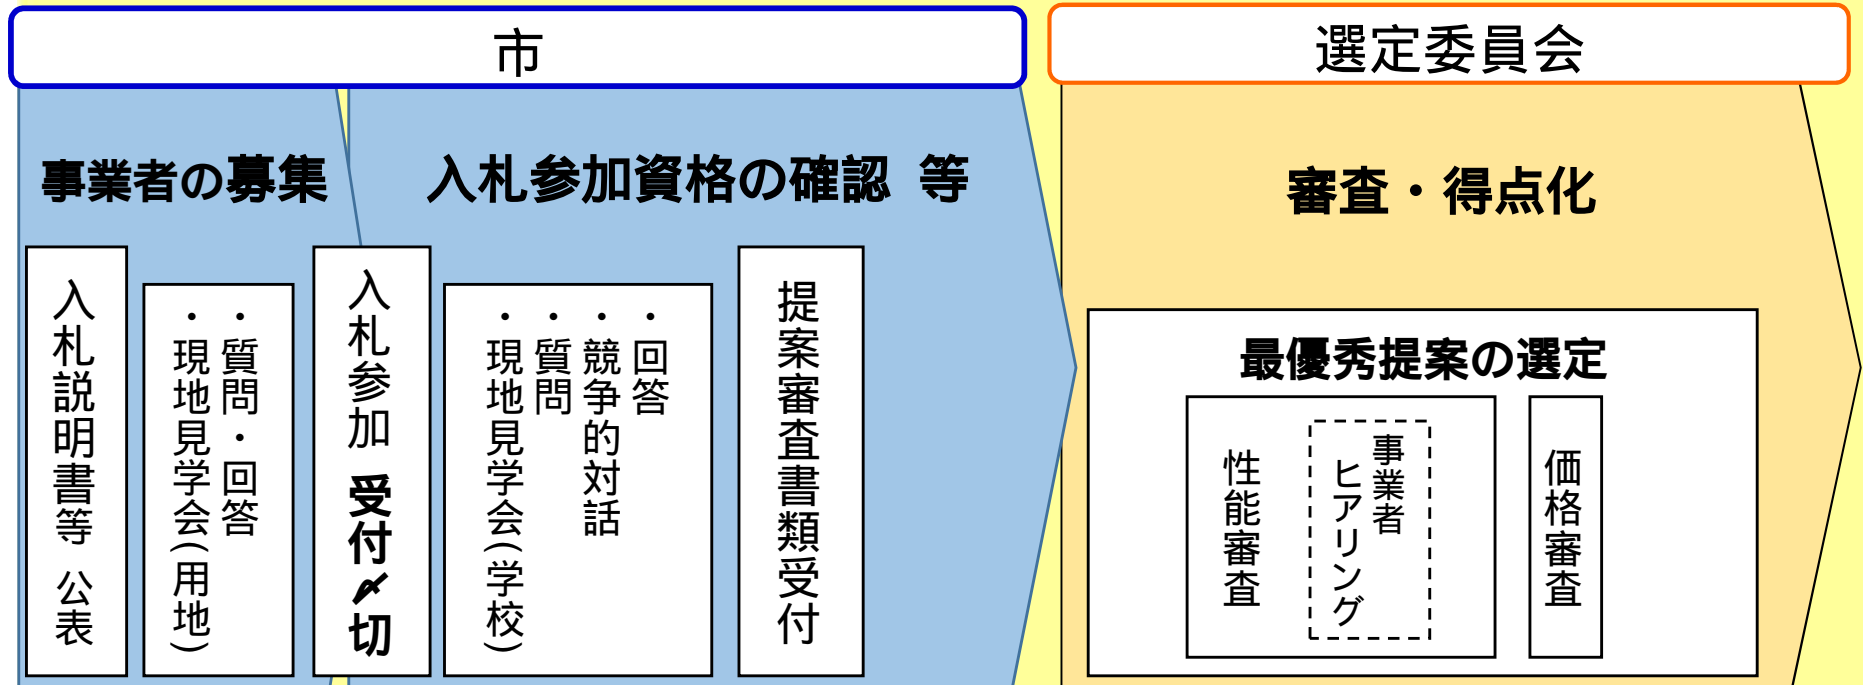 市
選定委員会
事業者の募集
入札参加資格の確認 等
審査・得点化
入札説明書等 公表
・現地見学会(用地)
・質問・回答
入札参加 受付〆切
・現地見学会(学校)
・質問
・競争的対話
・回答
提案審査書類受付
最優秀提案の選定
性能審査
事業者
ヒアリング
価格審査